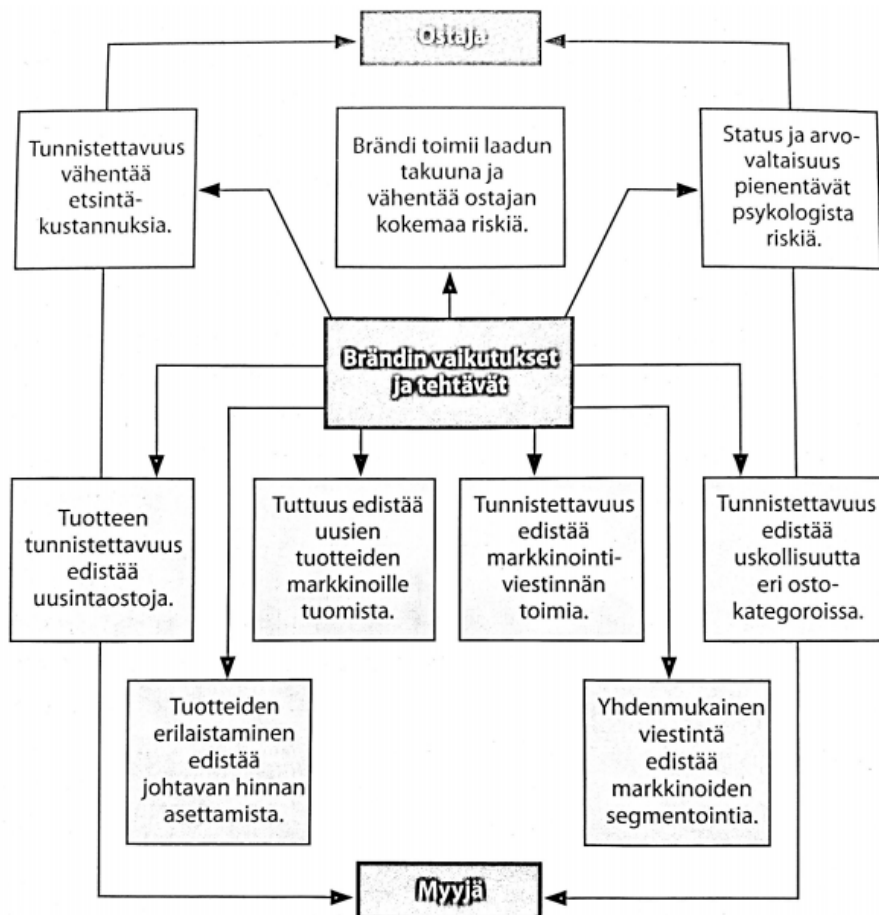 Ostaja
Tunnistettavuus
vähentää
etsintä-
kustannuksia.
Brändi toimii laadun
takuuna ja
vähentää ostajan
kokemaa riskiä.
Status ja arvo-
valtaisuus
pienentävät
psykologista
riskiä.
Brändin vaikutukset
ja tehtävät
Tuotteen
tunnistettavuus
edistää
uusintaostoja.
Tuttuus edistää
uusien
tuotteiden
markkinoille
tuomista.
Tunnistettavuus
edistää
markkinointi-
viestinnän
toimia.
Tunnistettavuus
edistää
uskollisuutta
eri osto-
kategoroissa.
Tuotteiden
erilaistaminen
edistää
johtavan hinnan
asettamista.
Yhdenmukainen
viestintä
edistää
markkinoiden
segmentointia.
Myyjä